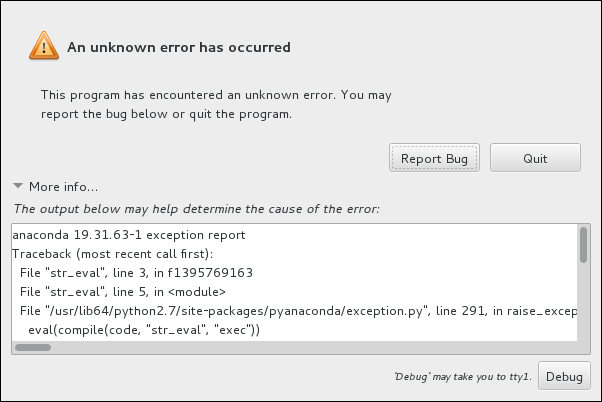 An unknown error has occurred
This program has encountered an unknown error. You may
report the bug below or quit the program.
Report Bug
Quit
More info...
The output below may help determine the cause of the error:
anaconda 19.31.63-1 exception report
Traceback (most recent call first):
File "str_eval", line 3, in f1395769163
File "str_eval", line 5, in <module>
File "/usr/lib64/python2.7/site-packages/pyanaconda/exception.py", line 291, in raise_excep
eval(compile(code, "str_eval", "exec"))
'Debug' may take you to tty1.
Debug